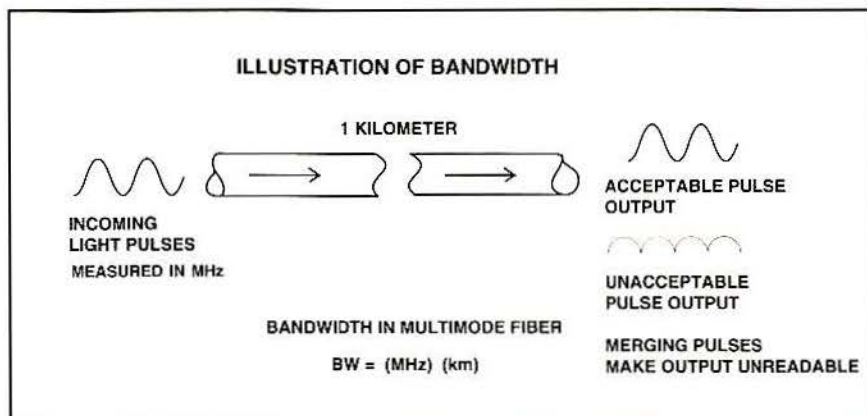 ILLUSTRATION OF BANDWIDTH
1 KILOMETER
INCOMING
LIGHT PULSES
MEASURED IN MHz
ACCEPTABLE PULSE
OUTPUT
UNACCEPTABLE
PULSE OUTPUT
MERGING PULSES
MAKE OUTPUT UNREADABLE
BANDWIDTH IN MULTIMODE FIBER
BW = (MHz) (km)